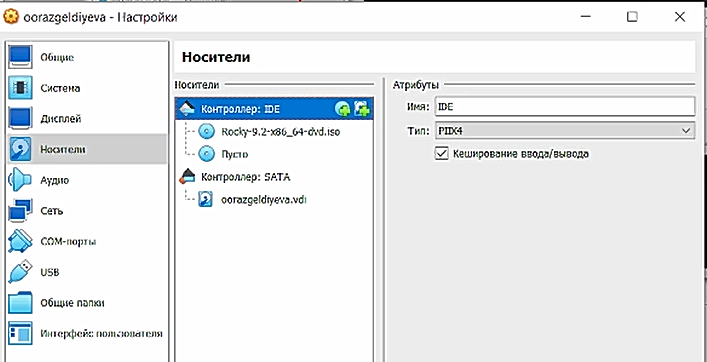 oorazgeldiyeva - Настройки
Общие
Система
Дисплей
Носители
Аудио
Сеть
COM-порты
USB
Общие папки
Интерфейс пользователя
Носители
Носители
Контроллер: IDE
Rocky-9.2-x86_64-dvd.iso
Пусто
Контроллер: SATA
oorazgeldiyeva.vdi
Атрибуты
Имя: IDE
Тип: PIIX4
Кеширование ввода/вывода